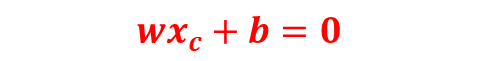 wx_c + b = 0